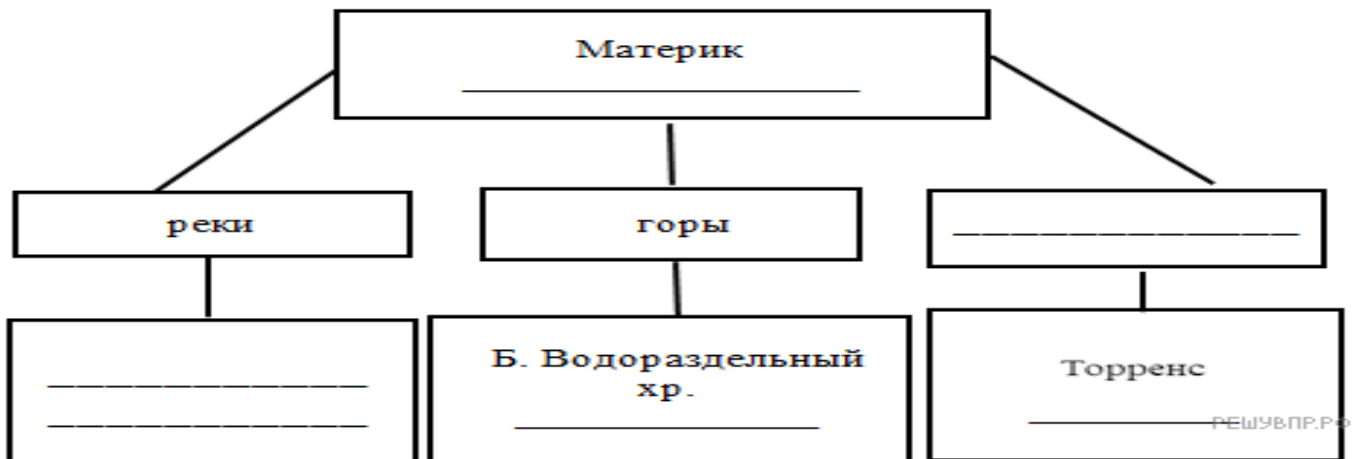 Материк
реки
горы
Б. Водораздельный
хр.
Торренс
РЕШУВПР.РФ